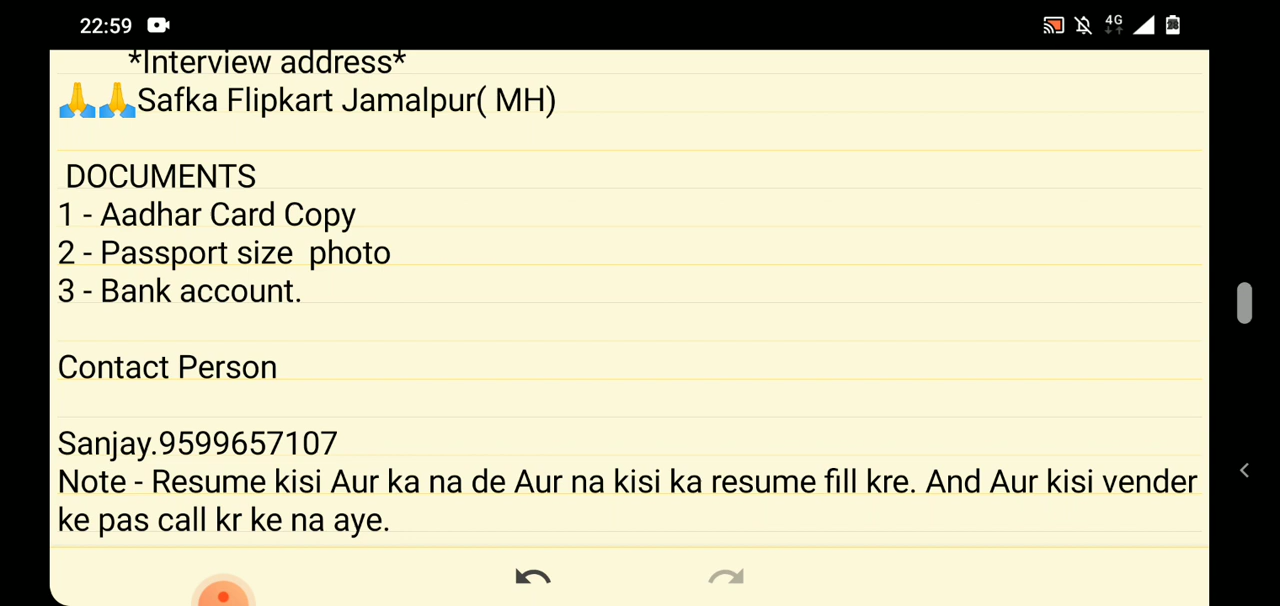 22:59
4G
*Interview address*
🙏🙏Safka Flipkart Jamalpur( MH)
DOCUMENTS
1 - Aadhar Card Copy
2 - Passport size  photo
3 - Bank account.
Contact Person
Sanjay.9599657107
Note - Resume kisi Aur ka na de Aur na kisi ka resume fill kre. And Aur kisi vender
ke pas call kr ke na aye.